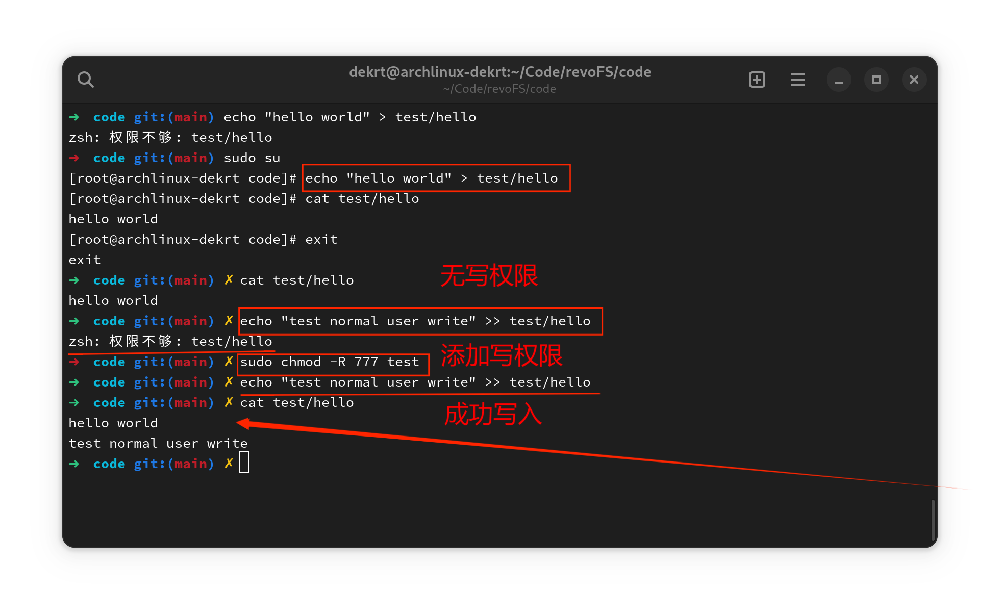 dekrt@archlinux-dekrt:~/Code/revoFS/code
~/Code/revoFS/code
➜ code git:(main) echo "hello world" > test/hello
zsh: 权限不够: test/hello
➜ code git:(main) sudo su
[root@archlinux-dekrt code]# echo "hello world" > test/hello
[root@archlinux-dekrt code]# cat test/hello
hello world
[root@archlinux-dekrt code]# exit
exit
无写权限
➜ code git:(main) ✗ cat test/hello
hello world
➜ code git:(main) ✗ echo "test normal user write" >> test/hello
zsh: 权限不够: test/hello
添加写权限
➜ code git:(main) ✗ sudo chmod -R 777 test
➜ code git:(main) ✗ echo "test normal user write" >> test/hello
➜ code git:(main) ✗ cat test/hello
成功写入
hello world
test normal user write
➜ code git:(main) ✗